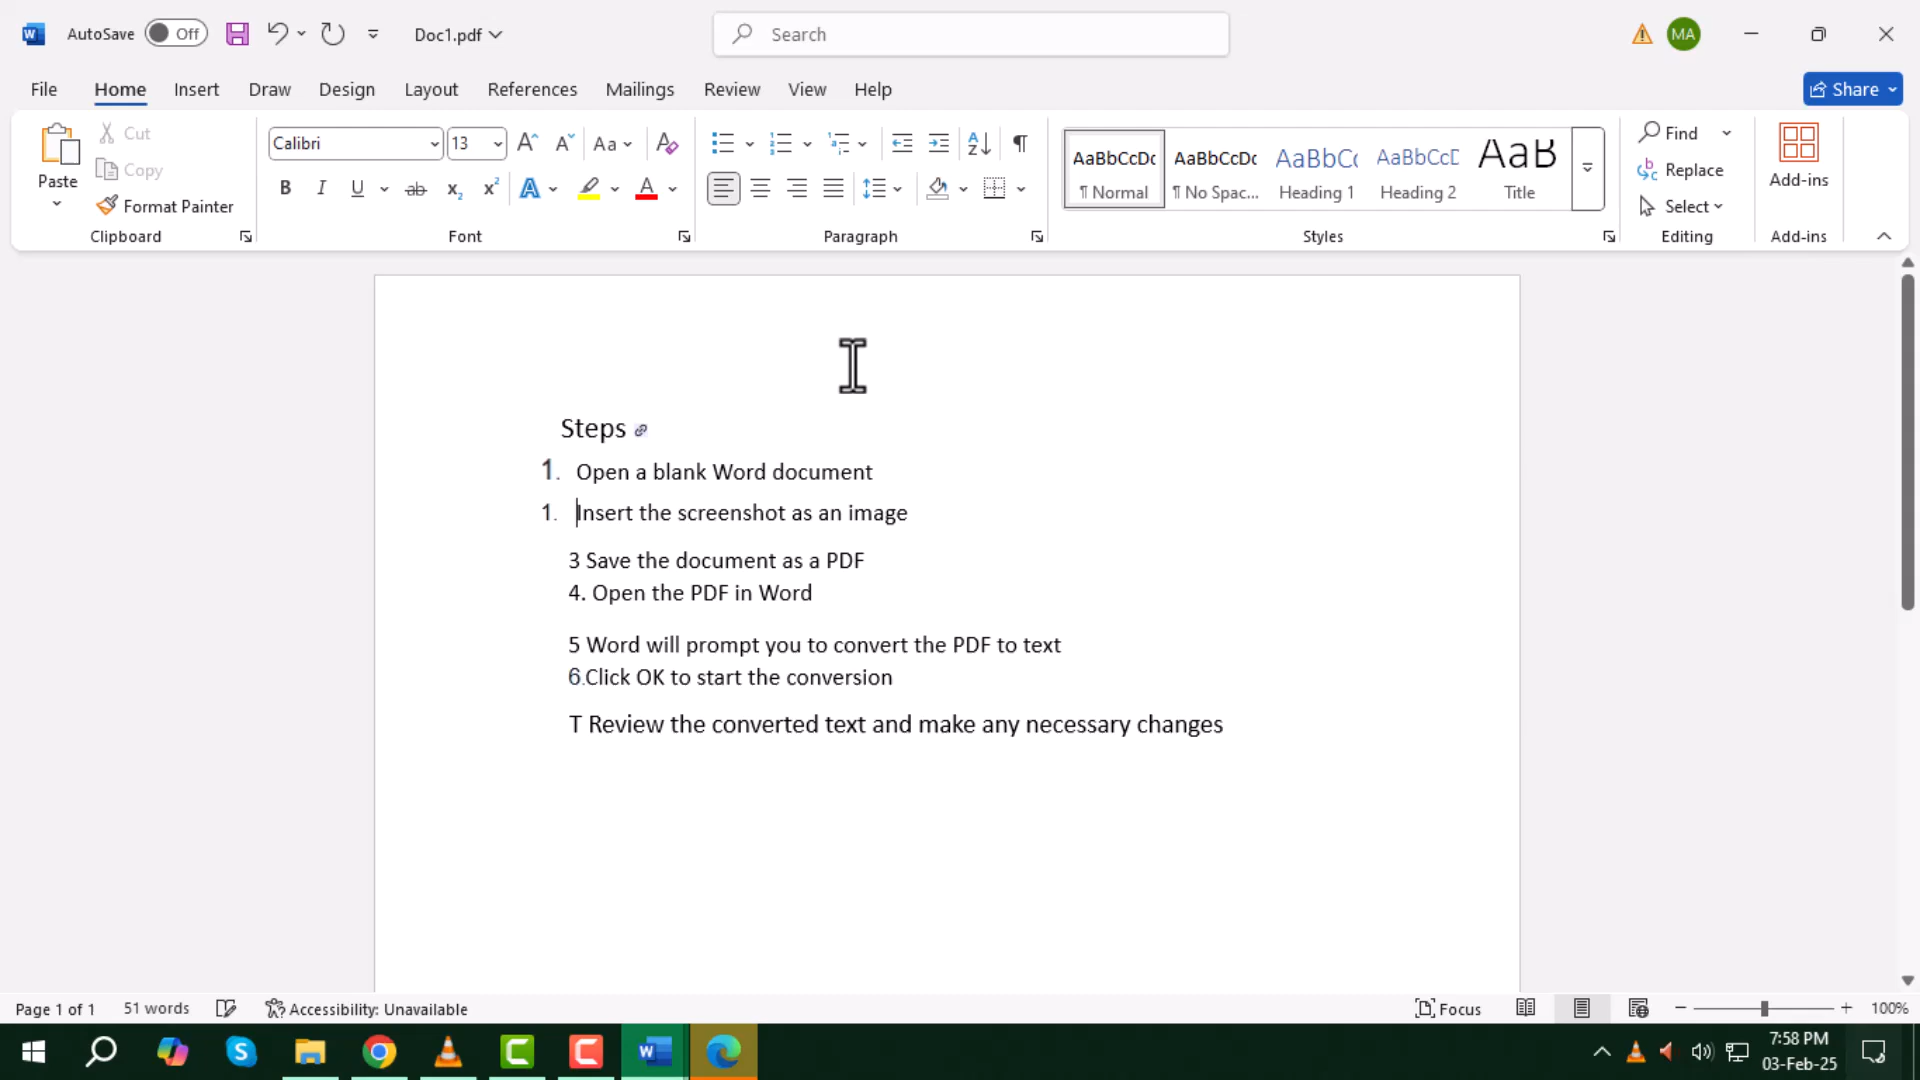 AutoSave Off Doc1.pdf Search MA
File Home Insert Draw Design Layout References Mailings Review View Help Share
Paste Cut Copy Format Painter Clipboard
Calibri 13 Aa B I U ab x₂ x² A A Font
A Z ¶ Paragraph
AaBbCcDc ¶ Normal AaBbCcDc ¶ No Spac... AaBbC Heading 1 AaBbCcD Heading 2 AaB Title Styles
Find Replace Select Editing
Add-ins Add-ins
Steps
1. Open a blank Word document
1. Insert the screenshot as an image
3 Save the document as a PDF
4. Open the PDF in Word
5 Word will prompt you to convert the PDF to text
6.Click OK to start the conversion
T Review the converted text and make any necessary changes
Page 1 of 1 51 words Accessibility: Unavailable Focus 100%
7:58 PM
03-Feb-25